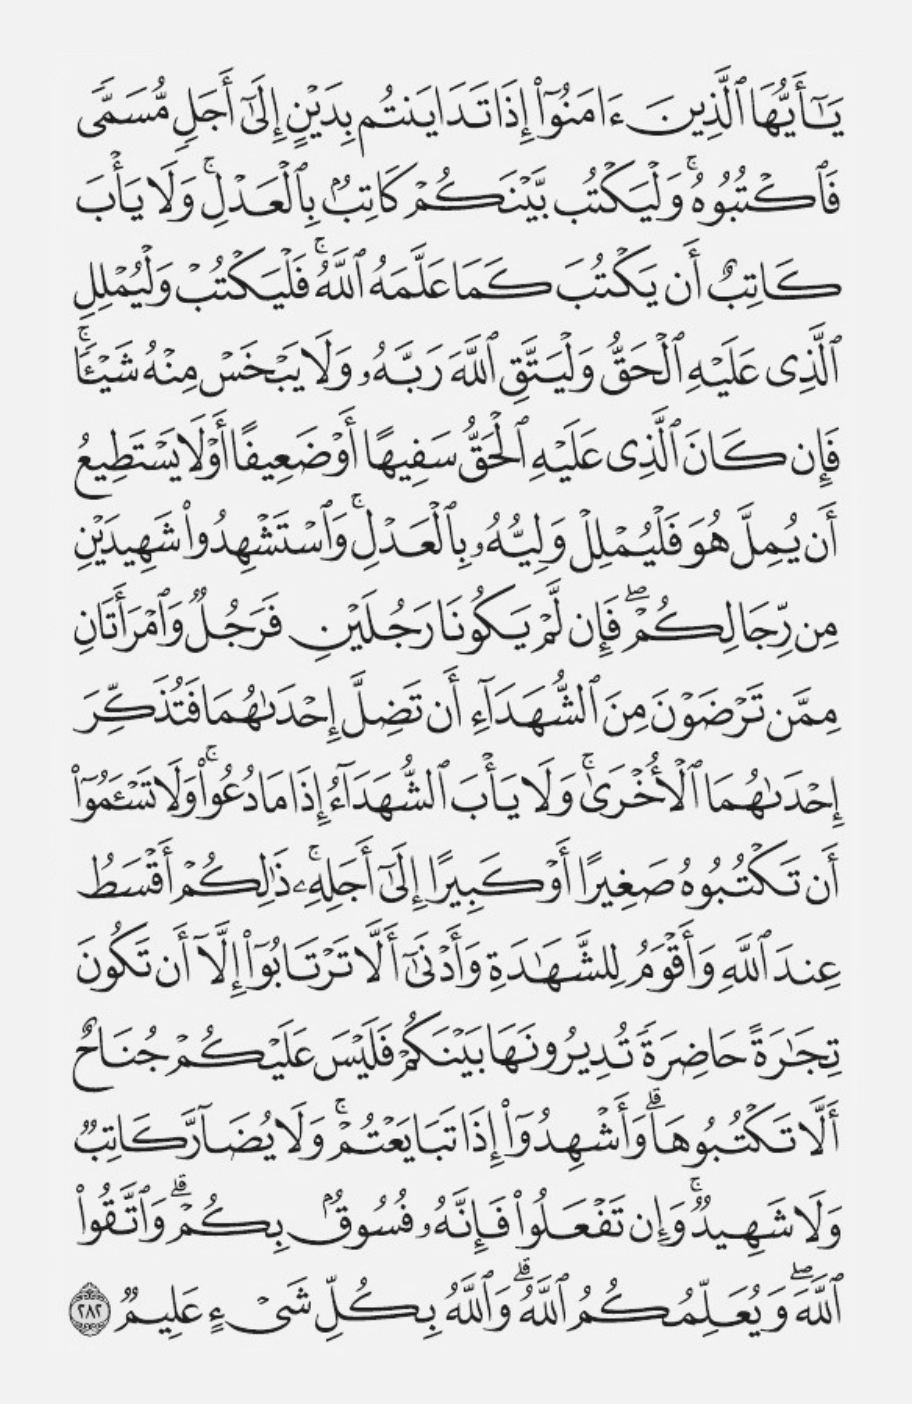 يَـٰٓأَيُّهَا ٱلَّذِينَ ءَامَنُوٓا۟ إِذَا تَدَايَنتُم بِدَيْنٍ إِلَىٰٓ أَجَلٍ مُّسَمًّى
فَٱكْتُبُوهُ ۚ وَلْيَكْتُب بَّيْنَكُمْ كَاتِبٌۢ بِٱلْعَدْلِ ۚ وَلَا يَأْبَ
كَاتِبٌ أَن يَكْتُبَ كَمَا عَلَّمَهُ ٱللَّهُ ۚ فَلْيَكْتُبْ وَلْيُمْلِلِ
ٱلَّذِى عَلَيْهِ ٱلْحَقُّ وَلْيَتَّقِ ٱللَّهَ رَبَّهُۥ وَلَا يَبْخَسْ مِنْهُ شَيْـًٔا ۚ
فَإِن كَانَ ٱلَّذِى عَلَيْهِ ٱلْحَقُّ سَفِيهًا أَوْ ضَعِيفًا أَوْ لَا يَسْتَطِيعُ
أَن يُمِلَّ هُوَ فَلْيُمْلِلْ وَلِيُّهُۥ بِٱلْعَدْلِ ۚ وَٱسْتَشْهِدُوا۟ شَهِيدَيْنِ
مِن رِّجَالِكُمْ ۖ فَإِن لَّمْ يَكُونَا رَجُلَيْنِ فَرَجُلٌ وَٱمْرَأَتَانِ
مِمَّن تَرْضَوْنَ مِنَ ٱلشُّهَدَآءِ أَن تَضِلَّ إِحْدَىٰهُمَا فَتُذَكِّرَ
إِحْدَىٰهُمَا ٱلْأُخْرَىٰ ۚ وَلَا يَأْبَ ٱلشُّهَدَآءُ إِذَا مَا دُعُوا۟ ۚ وَلَا تَسْـَٔمُوٓا۟
أَن تَكْتُبُوهُ صَغِيرًا أَوْ كَبِيرًا إِلَىٰٓ أَجَلِهِۦ ۚ ذَٰلِكُمْ أَقْسَطُ
عِندَ ٱللَّهِ وَأَقْوَمُ لِلشَّهَـٰدَةِ وَأَدْنَىٰٓ أَلَّا تَرْتَابُوٓا۟ إِلَّآ أَن تَكُونَ
تِجَـٰرَةً حَاضِرَةً تُدِيرُونَهَا بَيْنَكُمْ فَلَيْسَ عَلَيْكُمْ جُنَاحٌ
أَلَّا تَكْتُبُوهَا ۗ وَأَشْهِدُوٓا۟ إِذَا تَبَايَعْتُمْ ۚ وَلَا يُضَآرَّ كَاتِبٌ
وَلَا شَهِيدٌ ۚ وَإِن تَفْعَلُوا۟ فَإِنَّهُۥ فُسُوقٌۢ بِكُمْ ۗ وَٱتَّقُوا۟
ٱللَّهَ ۖ وَيُعَلِّمُكُمُ ٱللَّهُ ۗ وَٱللَّهُ بِكُلِّ شَىْءٍ عَلِيمٌ ٢٨٢